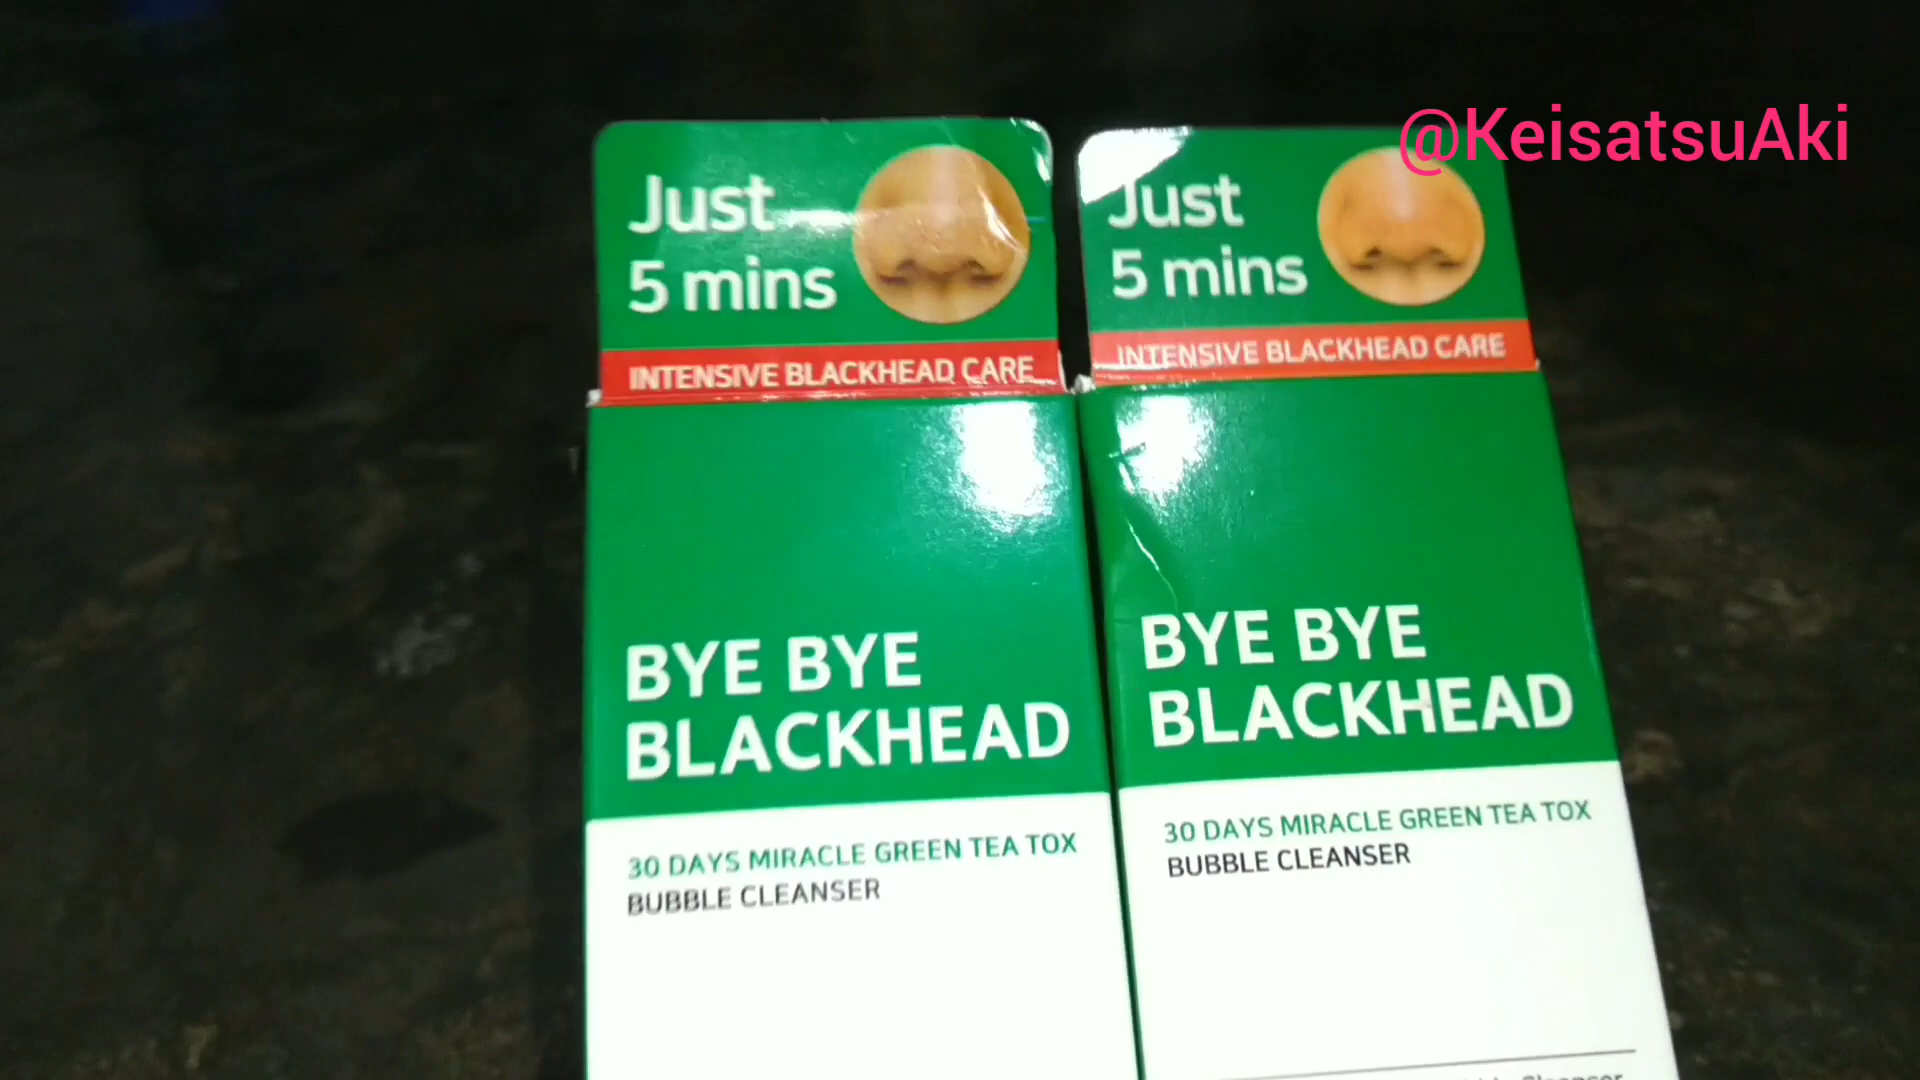 @KeisatsuAki
Just
5 mins
INTENSIVE BLACKHEAD CARE
BYE BYE
BLACKHEAD
30 DAYS MIRACLE GREEN TEA TOX
BUBBLE CLEANSER
Just
5 mins
INTENSIVE BLACKHEAD CARE
BYE BYE
BLACKHEAD
30 DAYS MIRACLE GREEN TEA TOX
BUBBLE CLEANSER
Cleanser